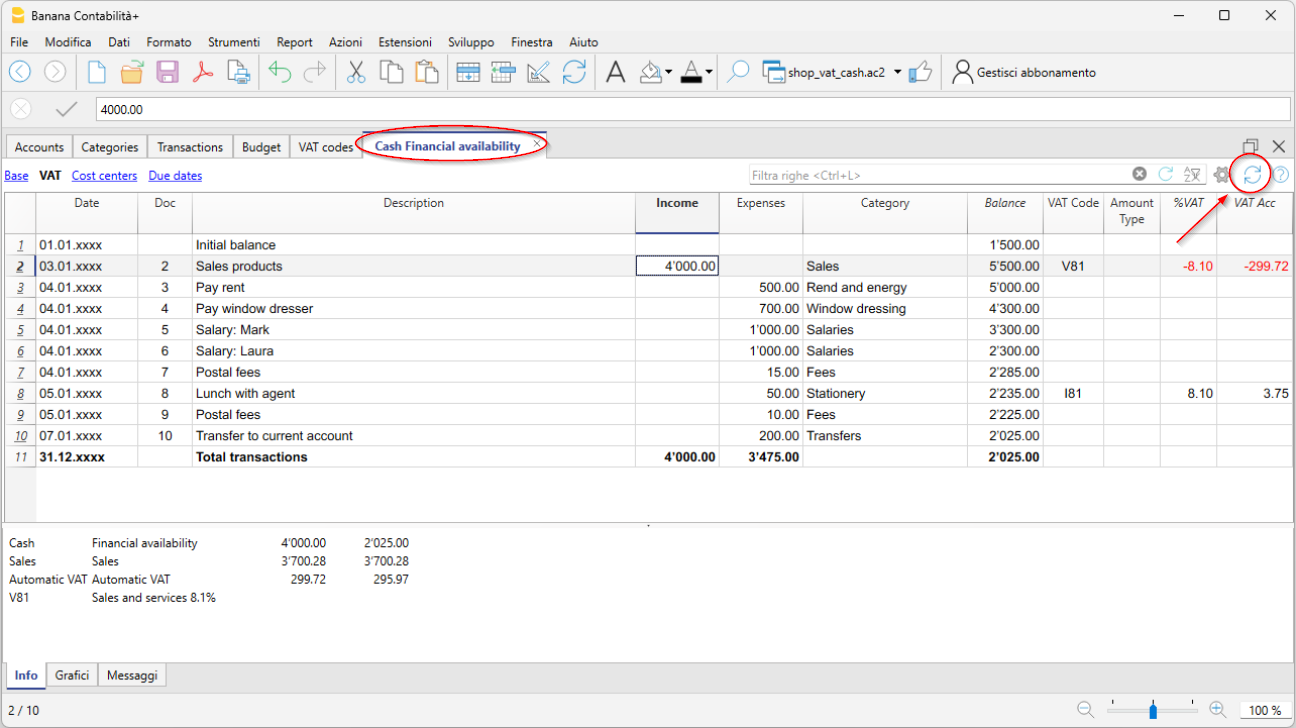 Banana Contabilità+
File Modifica Dati Formato Strumenti Report Azioni Estensioni Sviluppo Finestra Aiuto
shop_vat_cash.ac2 Gestisci abbonamento
4000.00
Accounts Categories Transactions Budget VAT codes Cash Financial availability
Base VAT Cost centers Due dates Filtra righe <Ctrl+L>
Date Doc Description Income Expenses Category Balance VAT Code Amount Type %VAT VAT Acc
1 01.01.xxxx Initial balance 1'500.00
2 03.01.xxxx 2 Sales products 4'000.00 Sales 5'500.00 V81 -8.10 -299.72
3 04.01.xxxx 3 Pay rent 500.00 Rend and energy 5'000.00
4 04.01.xxxx 4 Pay window dresser 700.00 Window dressing 4'300.00
5 04.01.xxxx 5 Salary: Mark 1'000.00 Salaries 3'300.00
6 04.01.xxxx 6 Salary: Laura 1'000.00 Salaries 2'300.00
7 04.01.xxxx 7 Postal fees 15.00 Fees 2'285.00
8 05.01.xxxx 8 Lunch with agent 50.00 Stationery 2'235.00 I81 8.10 3.75
9 05.01.xxxx 9 Postal fees 10.00 Fees 2'225.00
10 07.01.xxxx 10 Transfer to current account 200.00 Transfers 2'025.00
11 31.12.xxxx Total transactions 4'000.00 3'475.00 2'025.00
Cash Financial availability 4'000.00 2'025.00
Sales Sales 3'700.28 3'700.28
Automatic VAT Automatic VAT 299.72 295.97
V81 Sales and services 8.1%
Info Grafici Messaggi
2 / 10 100 %